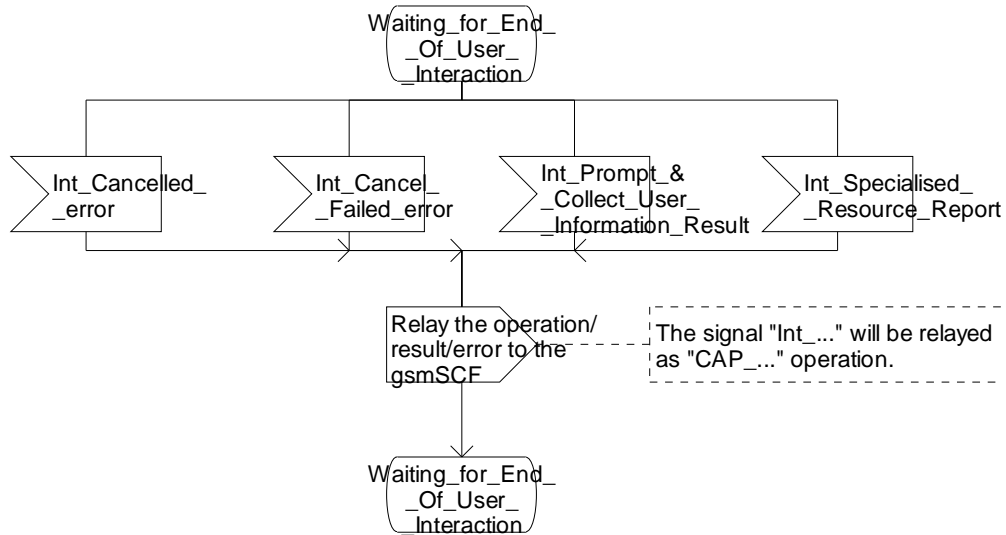 Waiting_for_End_
_Of_User_
_Interaction
Int_Cancelled_
_error
Int_Cancel_
_Failed_error
Int_Prompt_&
_Collect_User_
_Information_Result
Int_Specialised_
_Resource_Report
Relay the operation/
result/error to the
gsmSCF
The signal "Int_..." will be relayed
as "CAP_..." operation.
Waiting_for_End_
_Of_User_
_Interaction